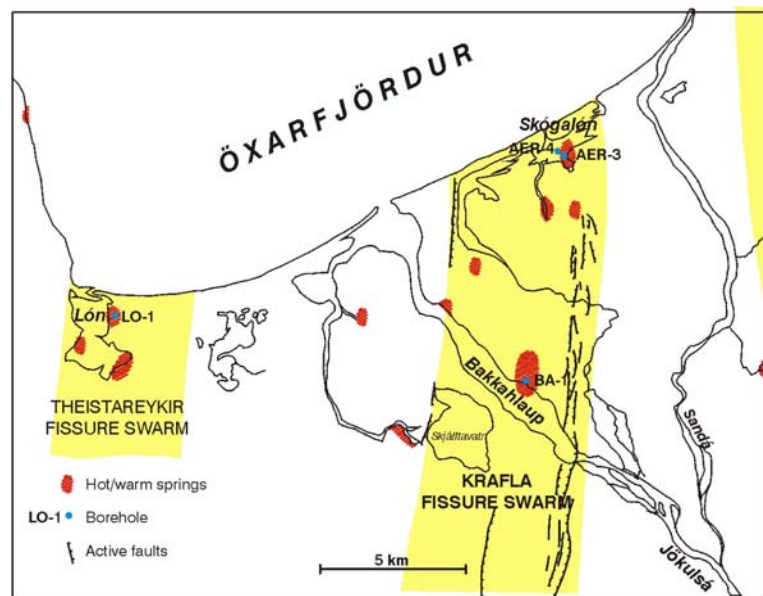 ÖXARFJÖRDUR
Skógalón
AER-4
AER-3
Lón
LO-1
BA-1
Bakkahlaup
THEISTAREYKIR
FISSURE SWARM
Skjálftavatn
Sandá
Hot/warm springs
KRAFLA
FISSURE SWARM
LO-1 Borehole
Active faults
5 km
Jökulsá